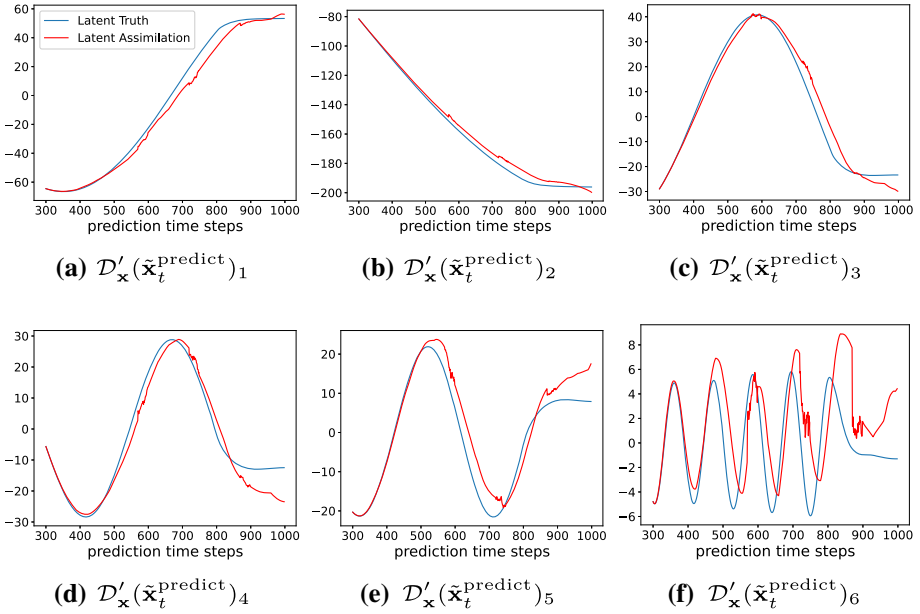 60
40
20
0
−20
−40
−60
Latent Truth
Latent Assimilation
300 400 500 600 700 800 900 1000
prediction time steps
(a) 𝒟′ₓ(x̃ₜᵖʳᵉᵈⁱᶜᵗ)₁
−80
−100
−120
−140
−160
−180
−200
300 400 500 600 700 800 900 1000
prediction time steps
(b) 𝒟′ₓ(x̃ₜᵖʳᵉᵈⁱᶜᵗ)₂
40
30
20
10
0
−10
−20
−30
300 400 500 600 700 800 900 1000
prediction time steps
(c) 𝒟′ₓ(x̃ₜᵖʳᵉᵈⁱᶜᵗ)₃
30
20
10
0
−10
−20
−30
300 400 500 600 700 800 900 1000
prediction time steps
(d) 𝒟′ₓ(x̃ₜᵖʳᵉᵈⁱᶜᵗ)₄
20
10
0
−10
−20
300 400 500 600 700 800 900 1000
prediction time steps
(e) 𝒟′ₓ(x̃ₜᵖʳᵉᵈⁱᶜᵗ)₅
8
6
4
2
0
−2
−4
−6
300 400 500 600 700 800 900 1000
prediction time steps
(f) 𝒟′ₓ(x̃ₜᵖʳᵉᵈⁱᶜᵗ)₆